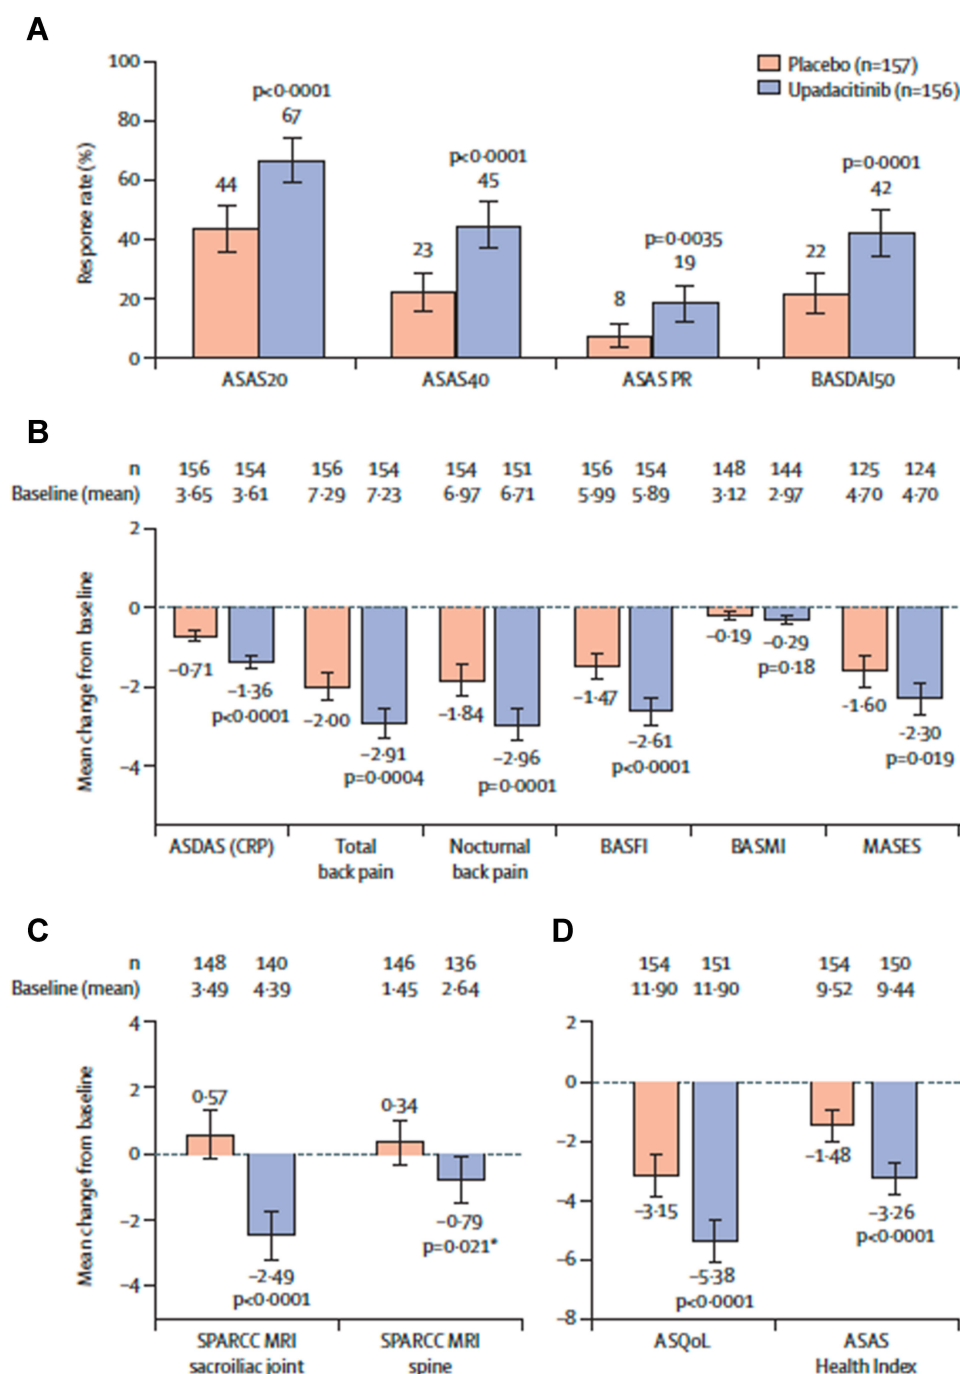 A
Placebo (n=157)
Upadacitinib (n=156)
Response rate (%)
100
80
60
40
20
0
44
p<0·0001
67
23
p<0·0001
45
8
p=0·0035
19
22
p=0·0001
42
ASAS20 ASAS40 ASAS PR BASDAI50
B
n 156 154 156 154 154 151 156 154 148 144 125 124
Baseline (mean) 3·65 3·61 7·29 7·23 6·97 6·71 5·99 5·89 3·12 2·97 4·70 4·70
Mean change from baseline
2
0
−2
−4
−0·71
−1·36
p<0·0001
−2·00
−2·91
p=0·0004
−1·84
−2·96
p=0·0001
−1·47
−2·61
p<0·0001
−0·19
−0·29
p=0·18
−1·60
−2·30
p=0·019
ASDAS (CRP) Total back pain Nocturnal back pain BASFI BASMI MASES
C
n 148 140 146 136
Baseline (mean) 3·49 4·39 1·45 2·64
Mean change from baseline
4
2
0
−2
−4
0·57
−2·49
p<0·0001
0·34
−0·79
p=0·021*
SPARCC MRI sacroiliac joint
SPARCC MRI spine
D
154 151 154 150
11·90 11·90 9·52 9·44
2
0
−2
−4
−6
−8
−3·15
−5·38
p<0·0001
−1·48
−3·26
p<0·0001
ASQoL
ASAS Health Index